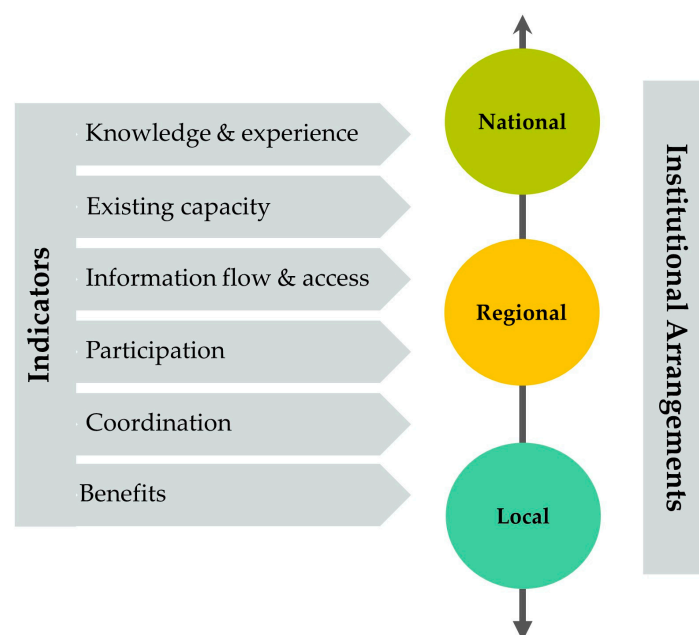 Indicators
Knowledge & experience
Existing capacity
Information flow & access
Participation
Coordination
Benefits
National
Regional
Local
Institutional Arrangements